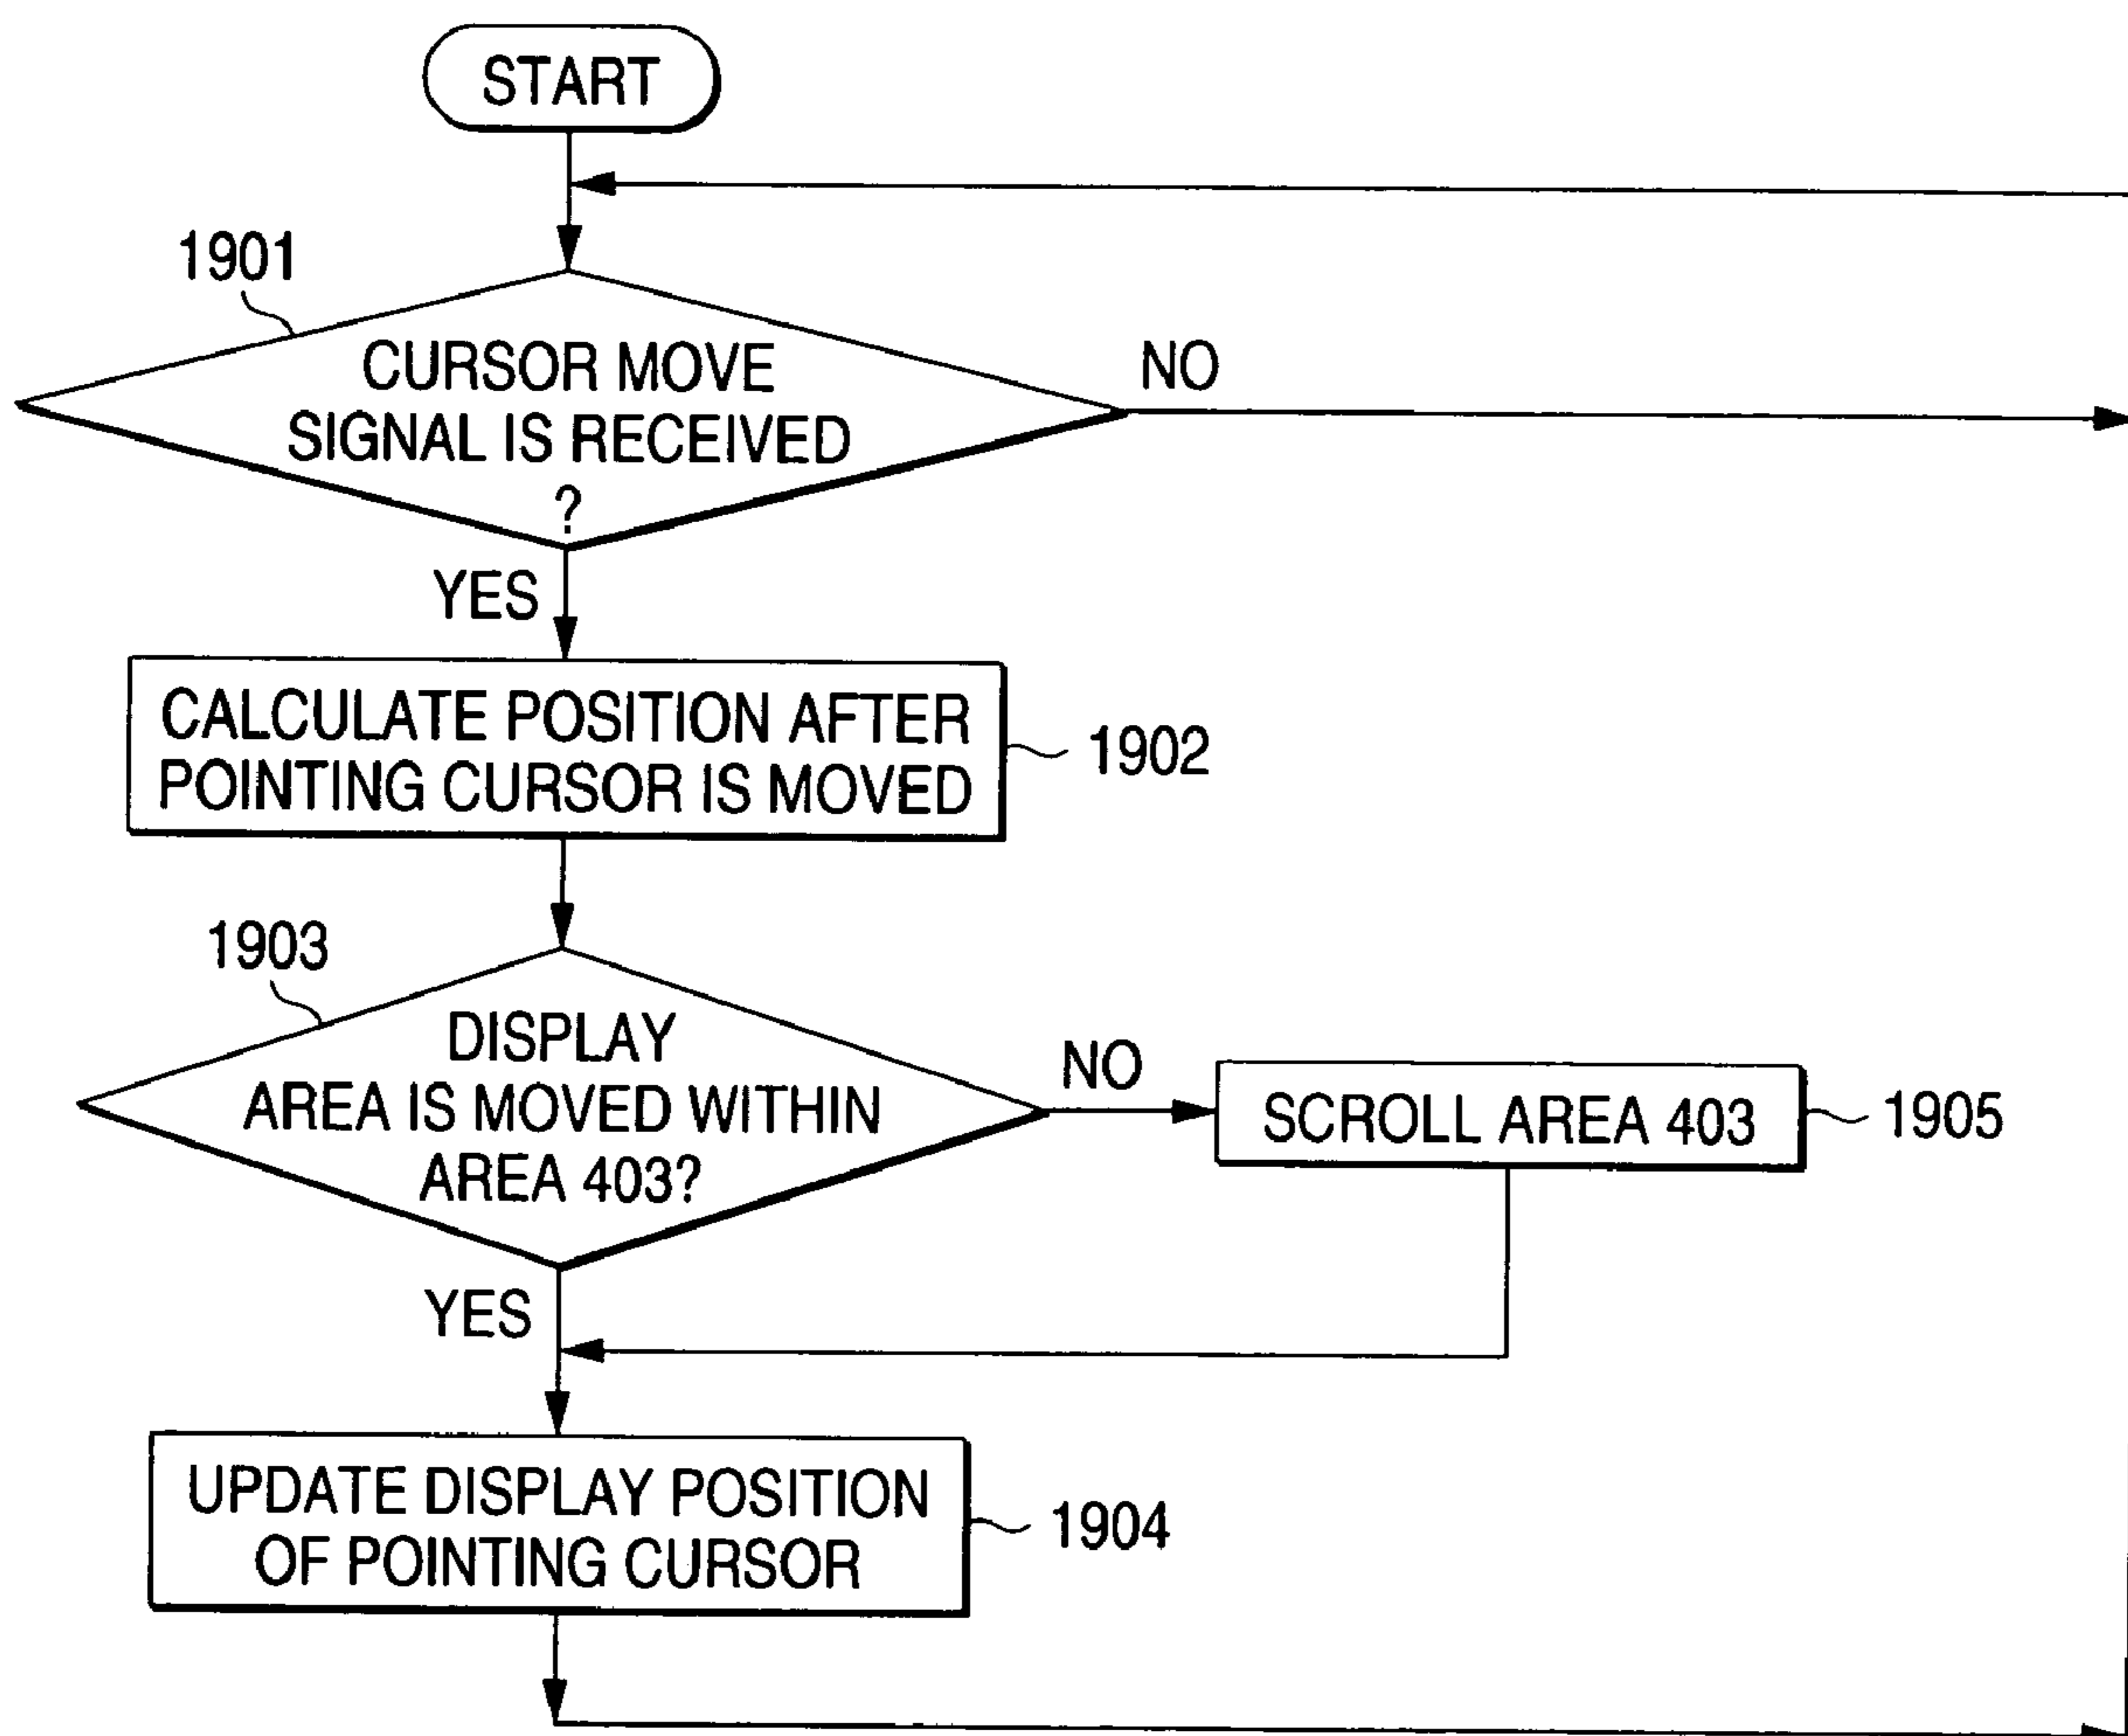 START
1901
CURSOR MOVE
SIGNAL IS RECEIVED
?
NO
YES
CALCULATE POSITION AFTER
POINTING CURSOR IS MOVED
1902
1903
DISPLAY
AREA IS MOVED WITHIN
AREA 403?
NO
SCROLL AREA 403
1905
YES
UPDATE DISPLAY POSITION
OF POINTING CURSOR
1904